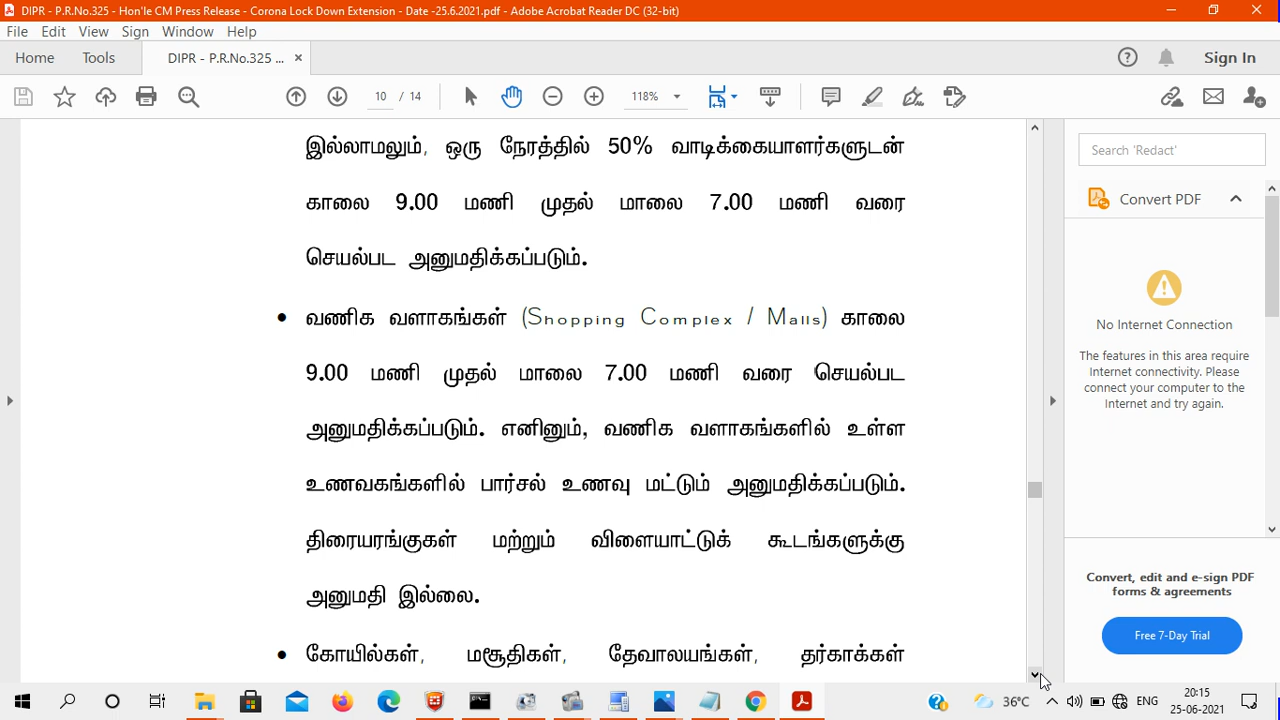 DIPR - P.R.No.325 - Hon'le CM Press Release - Corona Lock Down Extension - Date -25.6.2021.pdf - Adobe Acrobat Reader DC (32-bit)
File Edit View Sign Window Help
Home Tools DIPR - P.R.No.325 ... × Sign In
10 / 14 118%
இல்லாமலும், ஒரு நேரத்தில் 50% வாடிக்கையாளர்களுடன்
காலை 9.00 மணி முதல் மாலை 7.00 மணி வரை
செயல்பட அனுமதிக்கப்படும்.
• வணிக வளாகங்கள் (Shopping Complex / Malls) காலை
9.00 மணி முதல் மாலை 7.00 மணி வரை செயல்பட
அனுமதிக்கப்படும். எனினும், வணிக வளாகங்களில் உள்ள
உணவகங்களில் பார்சல் உணவு மட்டும் அனுமதிக்கப்படும்.
திரையரங்குகள் மற்றும் விளையாட்டுக் கூடங்களுக்கு
அனுமதி இல்லை.
• கோயில்கள், மசூதிகள், தேவாலயங்கள், தர்காக்கள்
Search 'Redact'
Convert PDF
No Internet Connection
The features in this area require
Internet connectivity. Please
connect your computer to the
Internet and try again.
Convert, edit and e-sign PDF
forms & agreements
Free 7-Day Trial
36°C ENG 20:15
25-06-2021